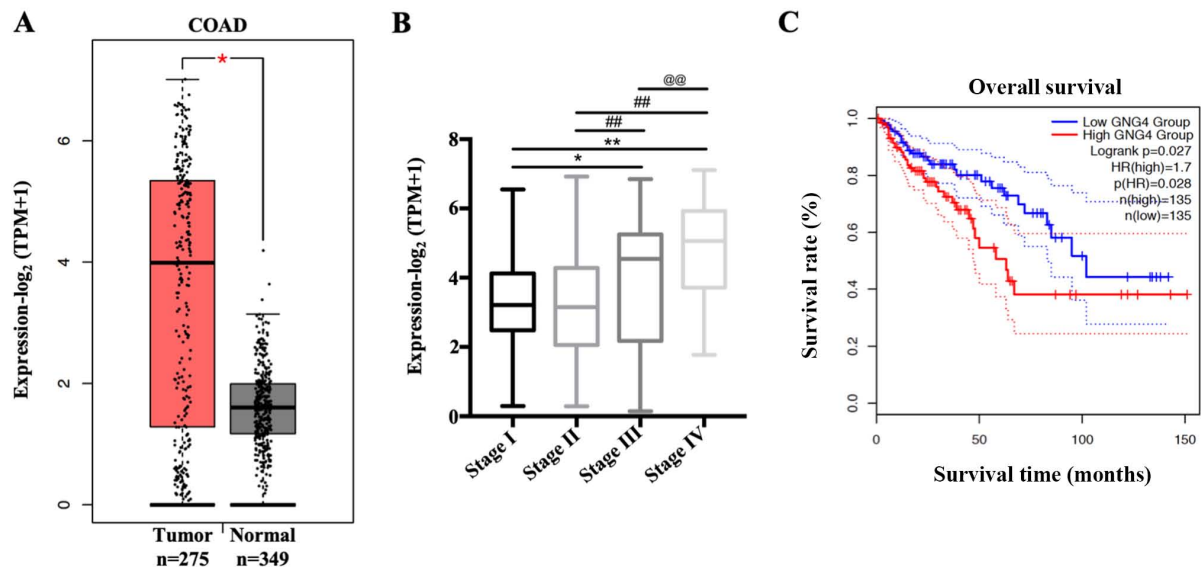 A
COAD
*
Expression-log2 (TPM+1)
6
4
2
0
Tumor
n=275
Normal
n=349
B
@@
##
##
**
*
Expression-log2 (TPM+1)
8
6
4
2
0
Stage I
Stage II
Stage III
Stage IV
C
Overall survival
Low GNG4 Group
High GNG4 Group
Logrank p=0.027
HR(high)=1.7
p(HR)=0.028
n(high)=135
n(low)=135
Survival rate (%)
1.0
0.8
0.6
0.4
0.2
0.0
0
50
100
150
Survival time (months)